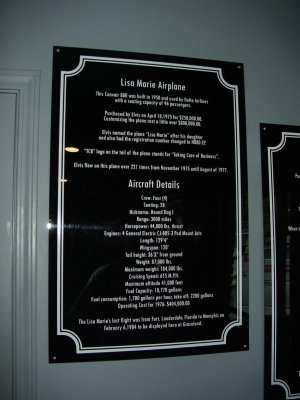 Lisa Marie Airplane
This Convair 880 was built in 1958 and used by Delta Airlines
with a seating capacity of 96 passengers.
Purchased by Elvis on April 18,1975 for $250,000.00.
Customizing the plane cost a little over $800,000.00.
Elvis named the plane "Lisa Marie" after his daughter
and also had the registration number changed to N880 EP.
"TCB" logo on the tail of the plane stands for "Taking Care of Business".
Elvis flew on this plane over 221 times from November 1975 until August of 1977.
Aircraft Details
Crew: Four (4)
Seating: 28
Nickname: Hound Dog I
Range: 3000 miles
Horsepower: 44,800 lbs. thrust
Engines: 4 General Electric CJ-805-3 Pod Mount Jets
Length: 129'4"
Wingspan: 120'
Tail height: 36'3" from ground
Weight: 87,000 lbs.
Maximum weight: 184,000 lbs.
Cruising Speed: 615 M.P.H.
Maximum altitude 41,000 feet
Fuel Capacity: 10,770 gallons
Fuel consumption: 1,700 gallons per hour, take off: 2200 gallons
Operating Cost for 1976: $404,000.00
The Lisa Marie's last flight was from Fort. Lauderdale, Florida to Memphis on
February 6,1984 to be displayed here at Graceland.